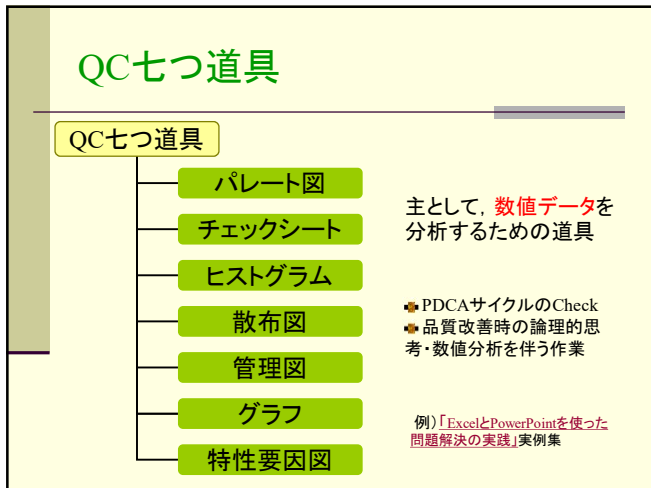 QC七つ道具
QC七つ道具
パレート図
チェックシート
ヒストグラム
散布図
管理図
グラフ
特性要因図
主として, 数値データを
分析するための道具
PDCAサイクルのCheck
品質改善時の論理的思
考・数値分析を伴う作業
例)「ExcelとPowerPointを使った
問題解決の実践」実例集